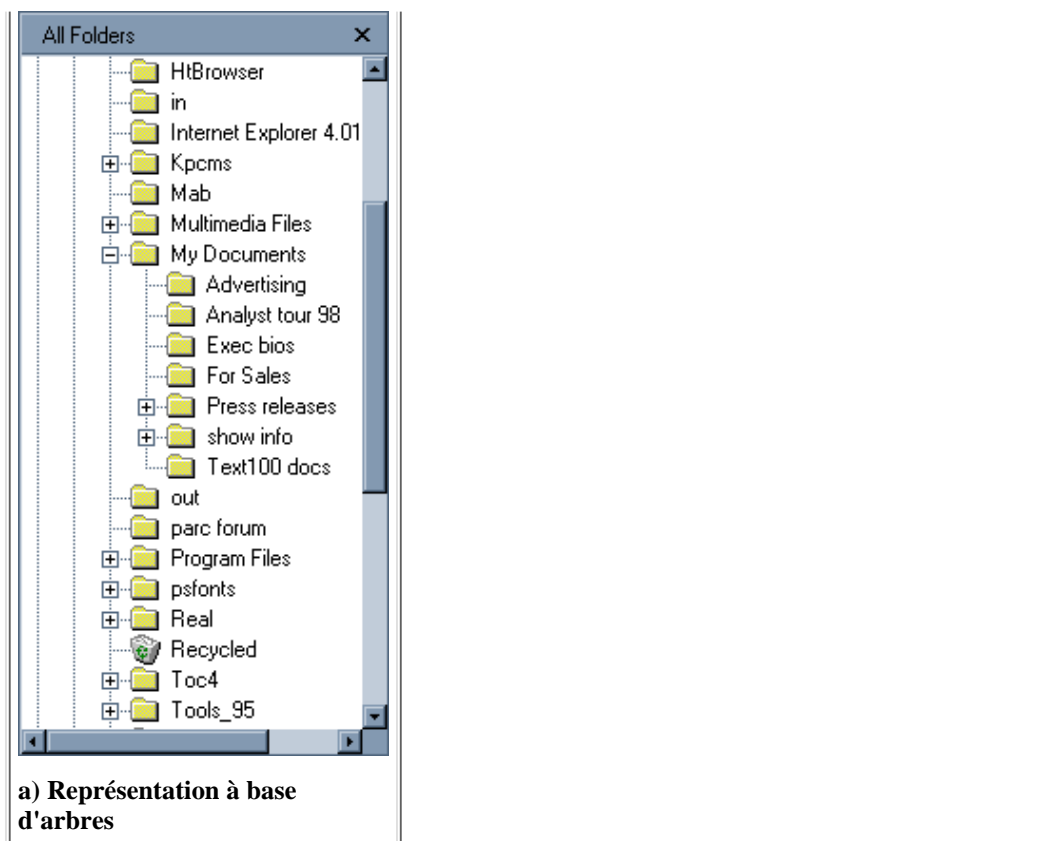 All Folders
HtBrowser
in
Internet Explorer 4.01
Kpcms
Mab
Multimedia Files
My Documents
Advertising
Analyst tour 98
Exec bios
For Sales
Press releases
show info
Text100 docs
out
parc forum
Program Files
psfonts
Real
Recycled
Toc4
Tools_95
a) Représentation à base
d'arbres